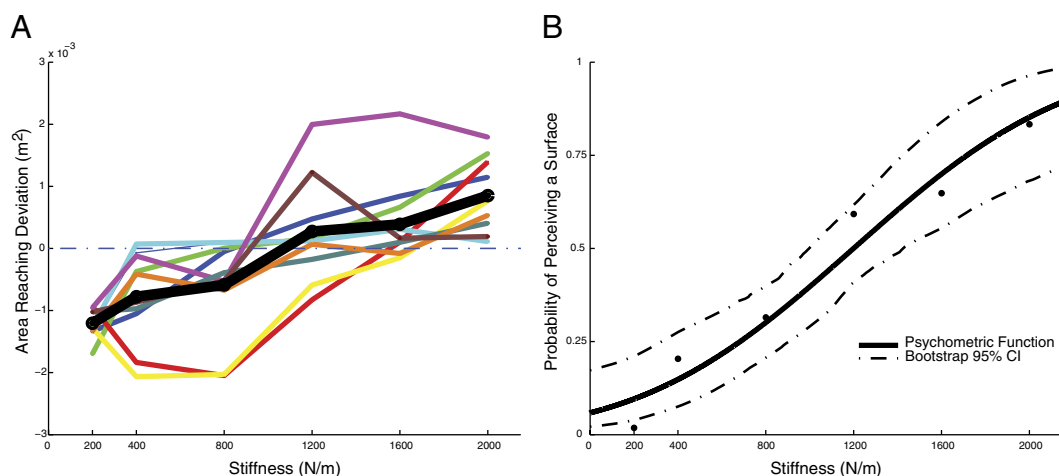 A
x 10⁻³
3
2
1
0
−1
−2
−3
Area Reaching Deviation (m²)
200 400 800 1200 1600 2000
Stiffness (N/m)
B
1
0.75
0.5
0.25
0
Probability of Perceiving a Surface
Psychometric Function
Bootstrap 95% CI
0 200 400 800 1200 1600 2000
Stiffness (N/m)